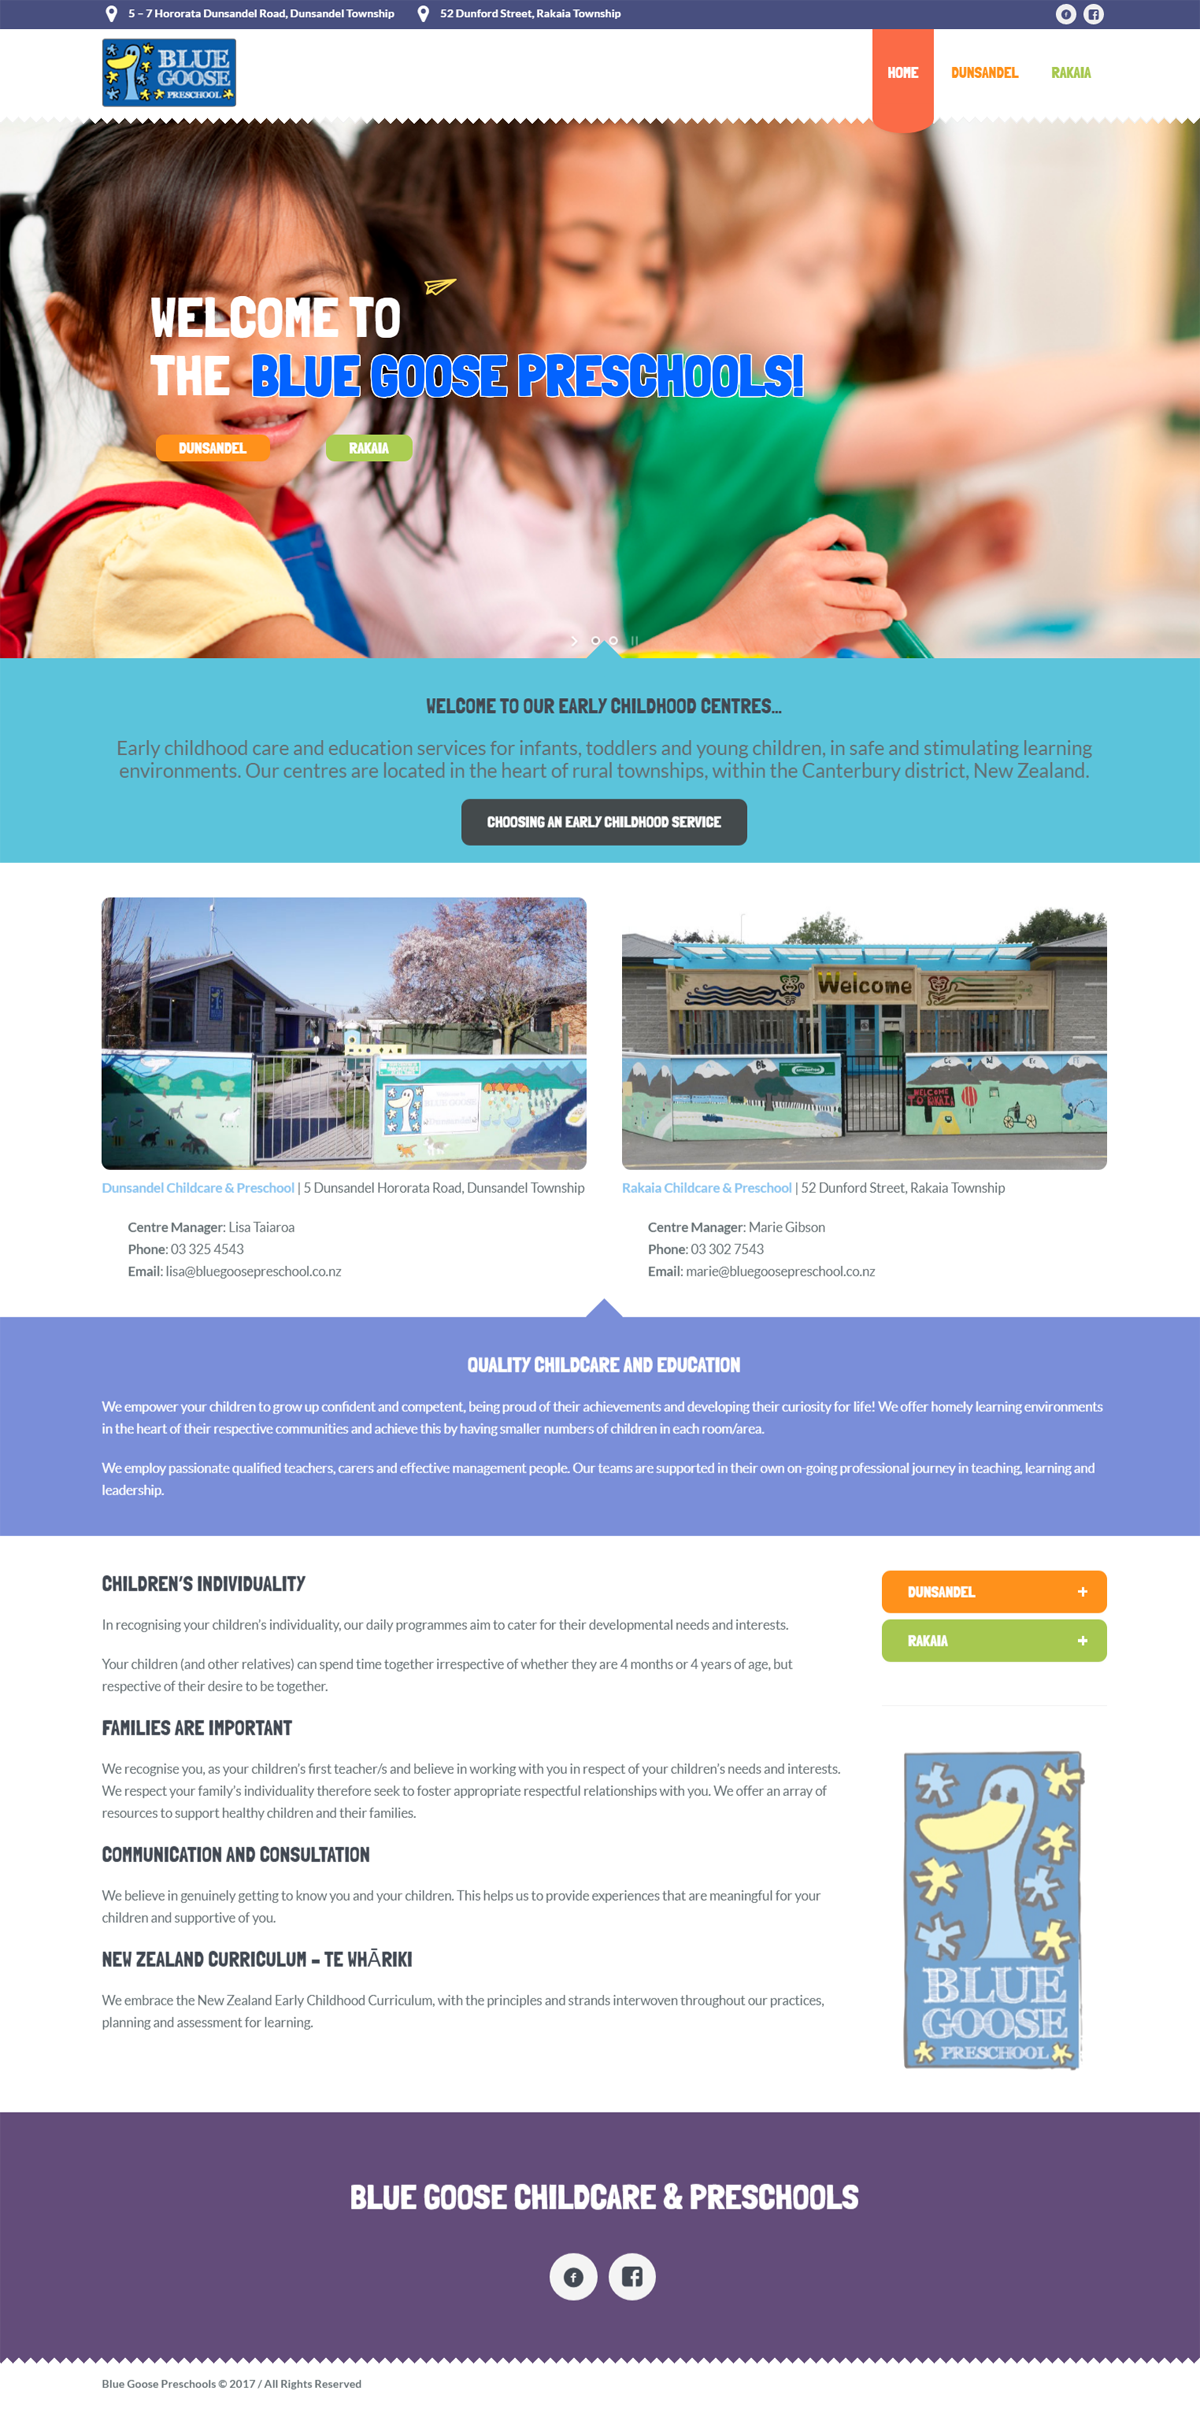 5 – 7 Hororata Dunsandel Road, Dunsandel Township
52 Dunford Street, Rakaia Township
BLUE
GOOSE
PRESCHOOL
HOME
DUNSANDEL
RAKAIA
WELCOME TO
THE BLUE GOOSE PRESCHOOLS!
DUNSANDEL
RAKAIA
WELCOME TO OUR EARLY CHILDHOOD CENTRES...
Early childhood care and education services for infants, toddlers and young children, in safe and stimulating learning
environments. Our centres are located in the heart of rural townships, within the Canterbury district, New Zealand.
CHOOSING AN EARLY CHILDHOOD SERVICE
BLUE GOOSE
Welcome
WELCOME
Dunsandel Childcare & Preschool | 5 Dunsandel Hororata Road, Dunsandel Township
Centre Manager: Lisa Taiaroa
Phone: 03 325 4543
Email: lisa@bluegoosepreschool.co.nz
Rakaia Childcare & Preschool | 52 Dunford Street, Rakaia Township
Centre Manager: Marie Gibson
Phone: 03 302 7543
Email: marie@bluegoosepreschool.co.nz
QUALITY CHILDCARE AND EDUCATION
We empower your children to grow up confident and competent, being proud of their achievements and developing their curiosity for life! We offer homely learning environments
in the heart of their respective communities and achieve this by having smaller numbers of children in each room/area.
We employ passionate qualified teachers, carers and effective management people. Our teams are supported in their own on-going professional journey in teaching, learning and
leadership.
CHILDREN'S INDIVIDUALITY
In recognising your children's individuality, our daily programmes aim to cater for their developmental needs and interests.
Your children (and other relatives) can spend time together irrespective of whether they are 4 months or 4 years of age, but
respective of their desire to be together.
FAMILIES ARE IMPORTANT
We recognise you, as your children's first teacher/s and believe in working with you in respect of your children's needs and interests.
We respect your family's individuality therefore seek to foster appropriate respectful relationships with you. We offer an array of
resources to support healthy children and their families.
COMMUNICATION AND CONSULTATION
We believe in genuinely getting to know you and your children. This helps us to provide experiences that are meaningful for your
children and supportive of you.
NEW ZEALAND CURRICULUM – TE WHĀRIKI
We embrace the New Zealand Early Childhood Curriculum, with the principles and strands interwoven throughout our practices,
planning and assessment for learning.
DUNSANDEL +
RAKAIA +
BLUE
GOOSE
PRESCHOOL
BLUE GOOSE CHILDCARE & PRESCHOOLS
Blue Goose Preschools © 2017 / All Rights Reserved